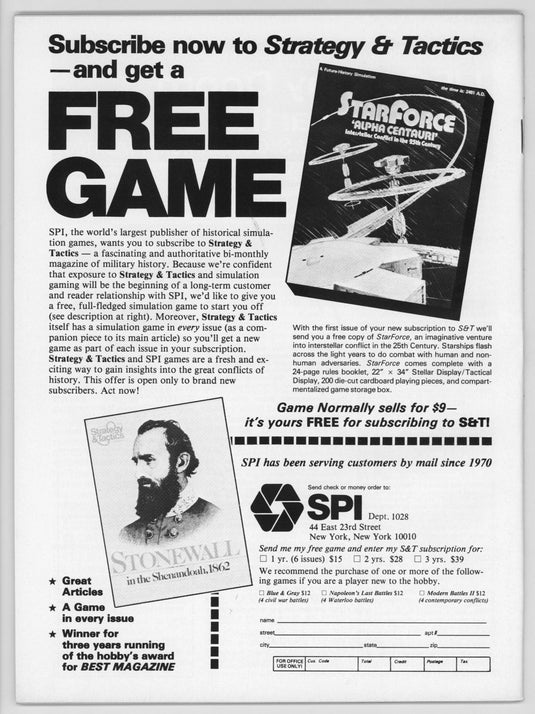 Subscribe now to Strategy & Tactics
—and get a
FREE
GAME
SPI, the world's largest publisher of historical simula-
tion games, wants you to subscribe to Strategy &
Tactics — a fascinating and authoritative bi-monthly
magazine of military history. Because we're confident
that exposure to Strategy & Tactics and simulation
gaming will be the beginning of a long-term customer
and reader relationship with SPI, we'd like to give you
a free, full-fledged simulation game to start you off
(see description at right). Moreover, Strategy & Tactics
itself has a simulation game in every issue (as a com-
panion piece to its main article) so you'll get a new
game as part of each issue in your subscription.
Strategy & Tactics and SPI games are a fresh and ex-
citing way to gain insights into the great conflicts of
history. This offer is open only to brand new
subscribers. Act now!
A Future History Simulation
the time is: 2481 A.D.
STARFORCE
'ALPHA CENTAURI'
Interstellar Conflict in the 25th Century
With the first issue of your new subscription to S&T we'll
send you a free copy of StarForce, an imaginative venture
into interstellar conflict in the 25th Century. Starships flash
across the light years to do combat with human and non-
human adversaries. StarForce comes complete with a
24-page rules booklet, 22" × 34" Stellar Display/Tactical
Display, 200 die-cut cardboard playing pieces, and compart-
mentalized game storage box.
Game Normally sells for $9—
it's yours FREE for subscribing to S&T!
SPI has been serving customers by mail since 1970
Strategy
& Tactics
STONEWALL
in the Shenandoah, 1862
★ Great
Articles
★ A Game
in every issue
★ Winner for
three years running
of the hobby's award
for BEST MAGAZINE
Send check or money order to:
SPI Dept. 1028
44 East 23rd Street
New York, New York 10010
Send me my free game and enter my S&T subscription for:
☐ 1 yr. (6 issues) $15 ☐ 2 yrs. $28 ☐ 3 yrs. $39
We recommend the purchase of one or more of the follow-
ing games if you are a player new to the hobby.
☐ Blue & Gray $12 ☐ Napoleon's Last Battles $12 ☐ Modern Battles II $12
(4 civil war battles) (4 Waterloo battles) (4 contemporary conflicts)
name
street apt#
city state zip
FOR OFFICE USE ONLY! Cus. Code Total Credit Postage Tax